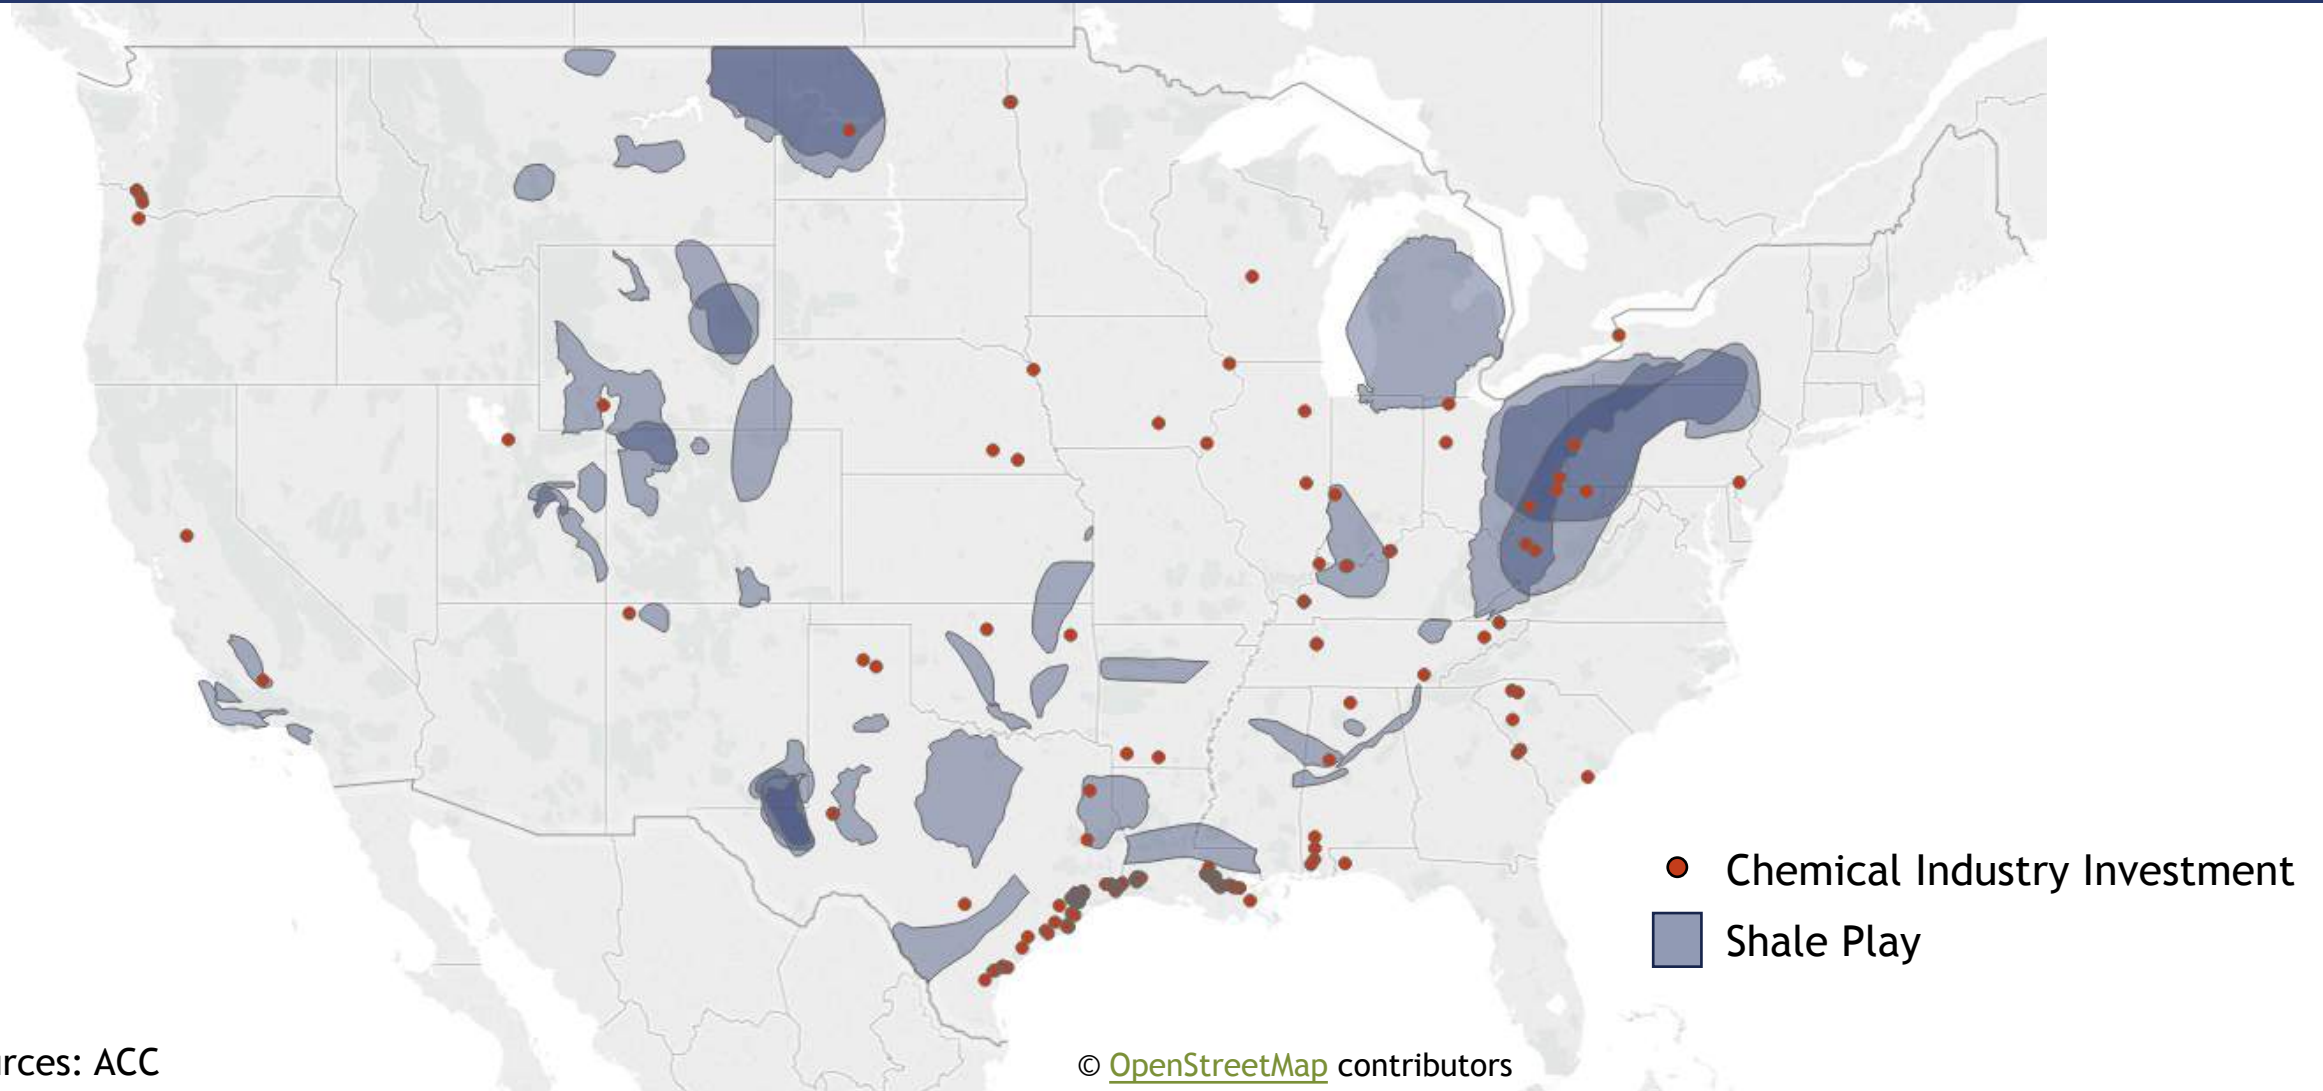 Chemical Industry Investment
Shale Play
rces: ACC
© OpenStreetMap contributors